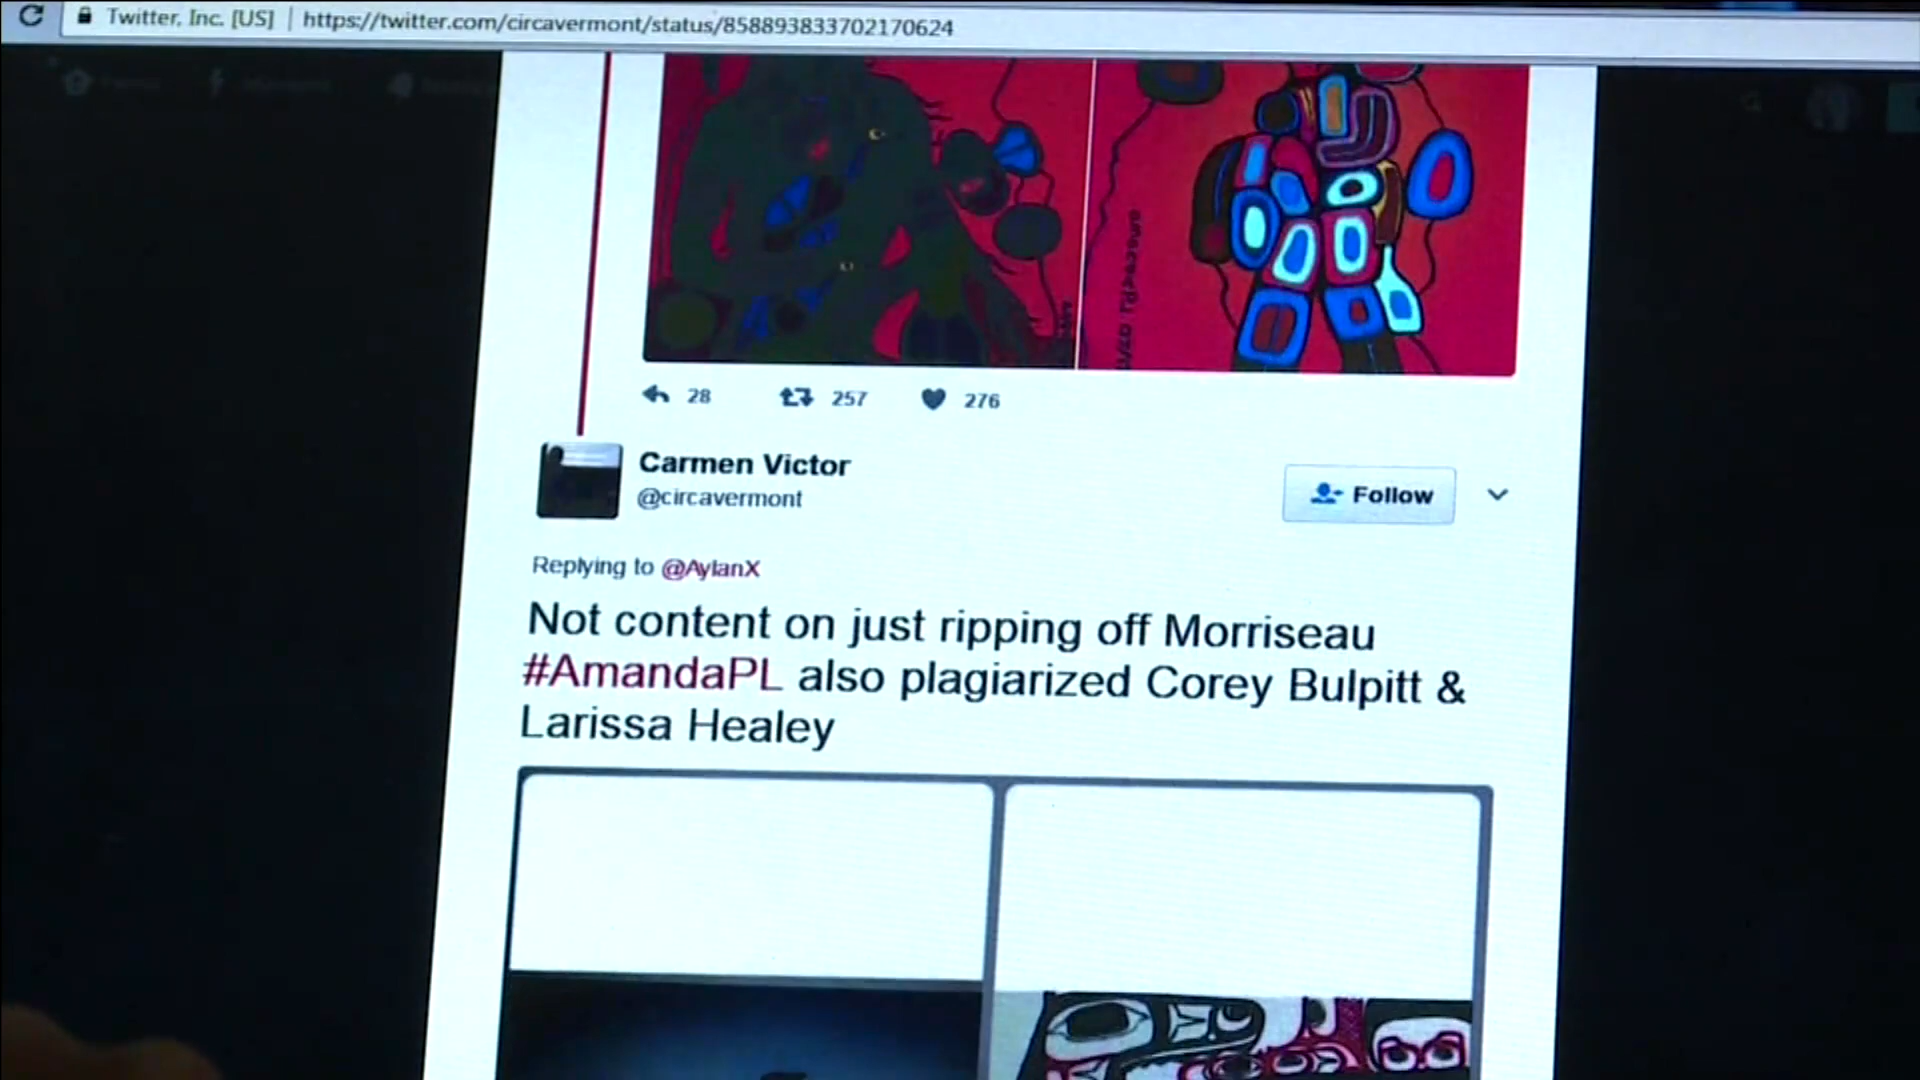 Twitter, Inc. [US] | https://twitter.com/circavermont/status/858893833702170624
28 257 276
Carmen Victor
@circavermont
Follow
Replying to @AylanX
Not content on just ripping off Morriseau
#AmandaPL also plagiarized Corey Bulpitt &
Larissa Healey